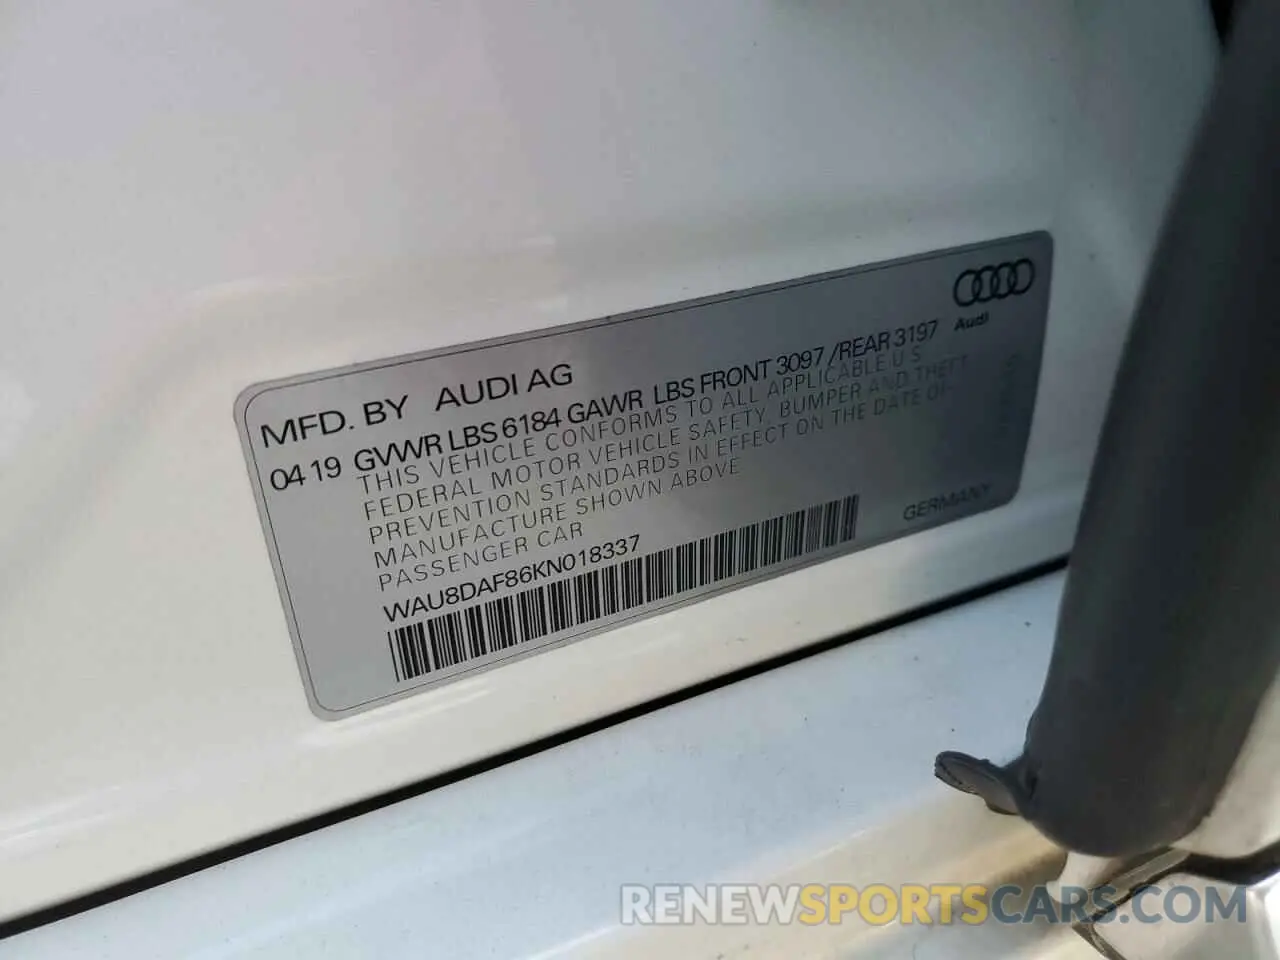 MFD. BY AUDI AG
Audi
04 19 GVWR LBS 6184 GAWR LBS FRONT 3097 /REAR 3197
THIS VEHICLE CONFORMS TO ALL APPLICABLE U S
FEDERAL MOTOR VEHICLE SAFETY, BUMPER AND THEFT
PREVENTION STANDARDS IN EFFECT ON THE DATE OF
MANUFACTURE SHOWN ABOVE
PASSENGER CAR
WAU8DAF86KN018337
GERMANY
RENEWSPORTSCARS.COM